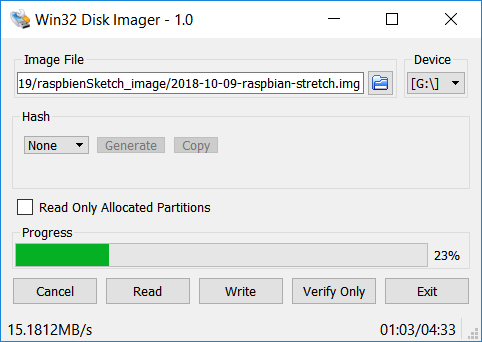 Win32 Disk Imager - 1.0
Image File
Device
19/raspbienSketch_image/2018-10-09-raspbian-stretch.img
[G:\]
Hash
None
Generate
Copy
Read Only Allocated Partitions
Progress
23%
Cancel
Read
Write
Verify Only
Exit
15.1812MB/s
01:03/04:33